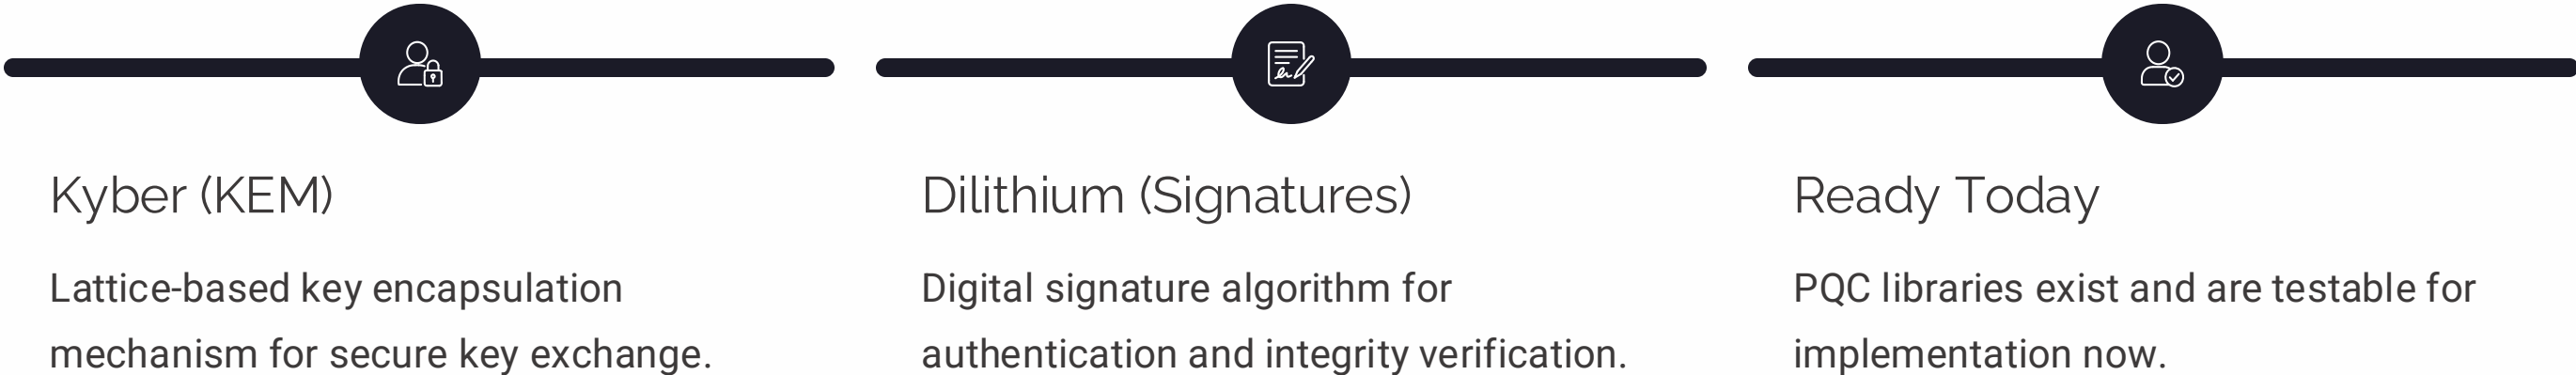 Kyber (KEM)
Lattice-based key encapsulation
mechanism for secure key exchange.
Dilithium (Signatures)
Digital signature algorithm for
authentication and integrity verification.
Ready Today
PQC libraries exist and are testable for
implementation now.